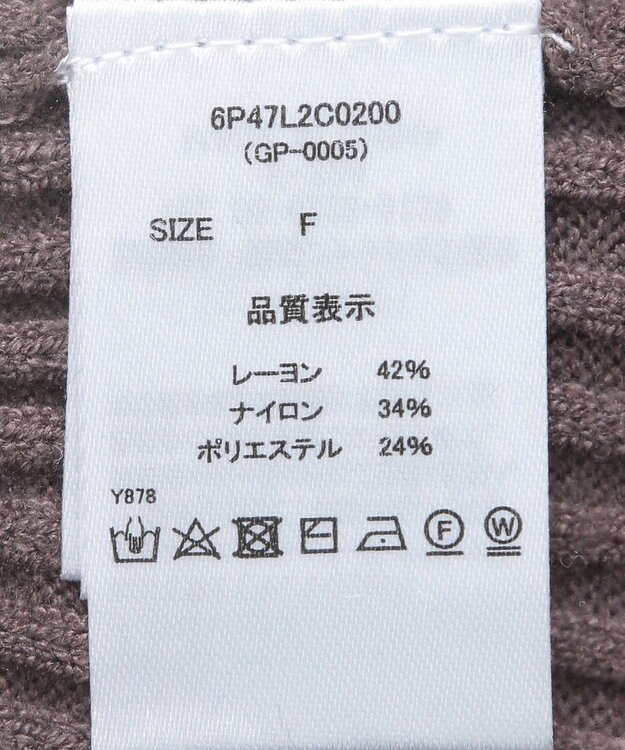 6P47L2C0200
(GP-0005)
SIZE F
品質表示
レーヨン 42%
ナイロン 34%
ポリエステル 24%
Y878
F W